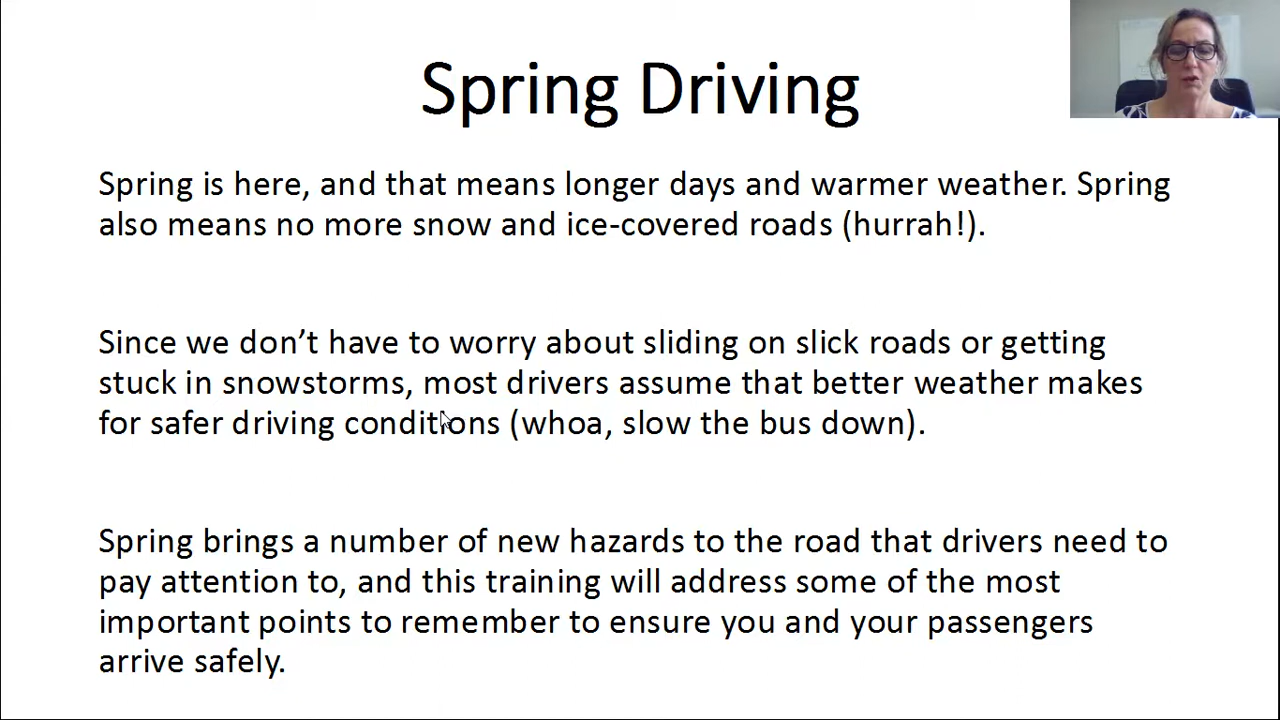 Spring Driving
Spring is here, and that means longer days and warmer weather. Spring
also means no more snow and ice-covered roads (hurrah!).
Since we don’t have to worry about sliding on slick roads or getting
stuck in snowstorms, most drivers assume that better weather makes
for safer driving conditions (whoa, slow the bus down).
Spring brings a number of new hazards to the road that drivers need to
pay attention to, and this training will address some of the most
important points to remember to ensure you and your passengers
arrive safely.